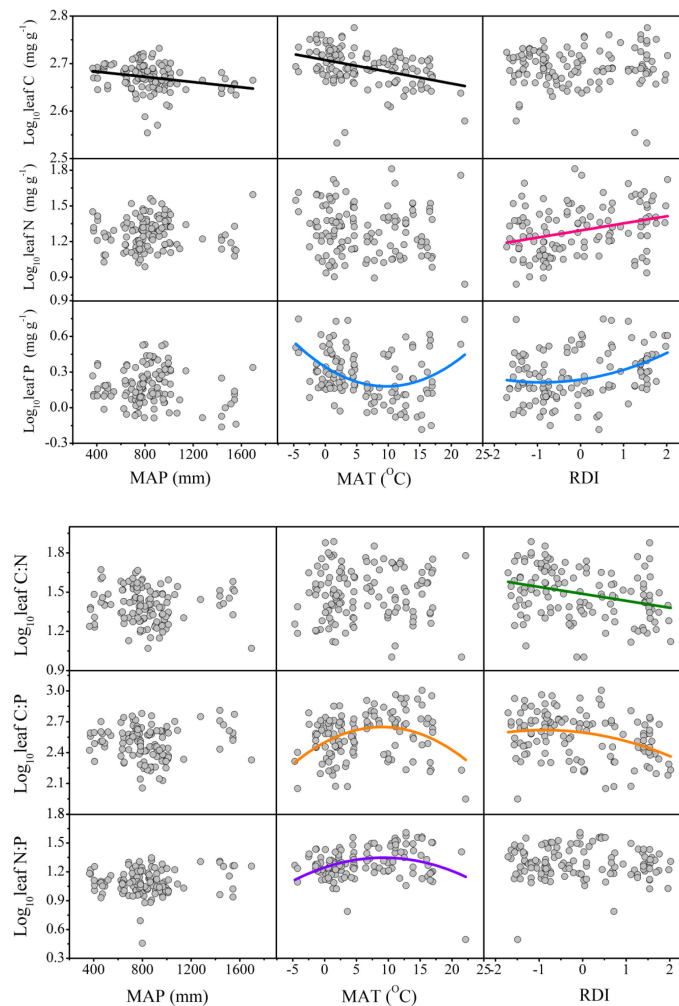 Log₁₀leaf C (mg g⁻¹)
2.8
2.7
2.6
2.5
Log₁₀leaf N (mg g⁻¹)
1.8
1.5
1.2
0.9
Log₁₀leaf P (mg g⁻¹)
0.6
0.3
0.0
-0.3
400 800 1200 1600
-5 0 5 10 15 20 25
-2 -1 0 1 2
MAP (mm)
MAT (⁰C)
RDI
Log₁₀leaf C:N
1.8
1.5
1.2
0.9
Log₁₀leaf C:P
3.0
2.7
2.4
2.1
1.8
Log₁₀leaf N:P
1.5
1.2
0.9
0.6
0.3
400 800 1200 1600
-5 0 5 10 15 20 25
-2 -1 0 1 2
MAP (mm)
MAT (⁰C)
RDI